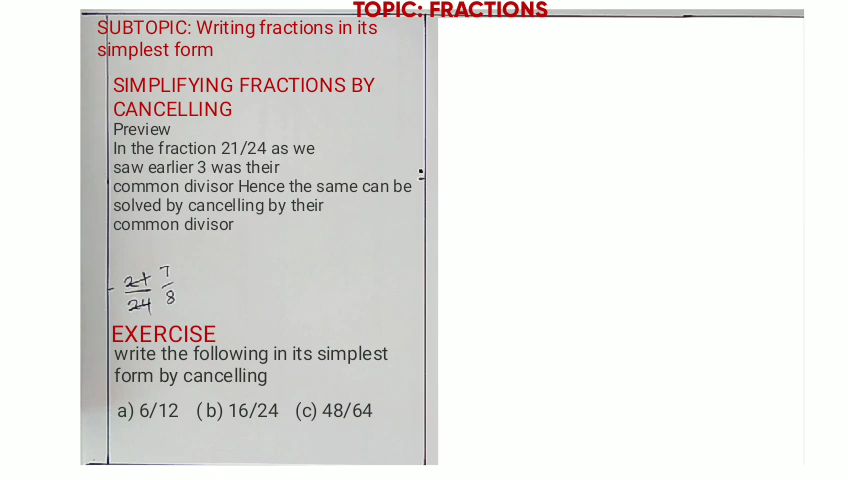 TOPIC: FRACTIONS
SUBTOPIC: Writing fractions in its
simplest form
SIMPLIFYING FRACTIONS BY
CANCELLING
Preview
In the fraction 21/24 as we
saw earlier 3 was their
common divisor Hence the same can be
solved by cancelling by their
common divisor
21/24 7/8
EXERCISE
write the following in its simplest
form by cancelling
a) 6/12 ( b) 16/24 (c) 48/64